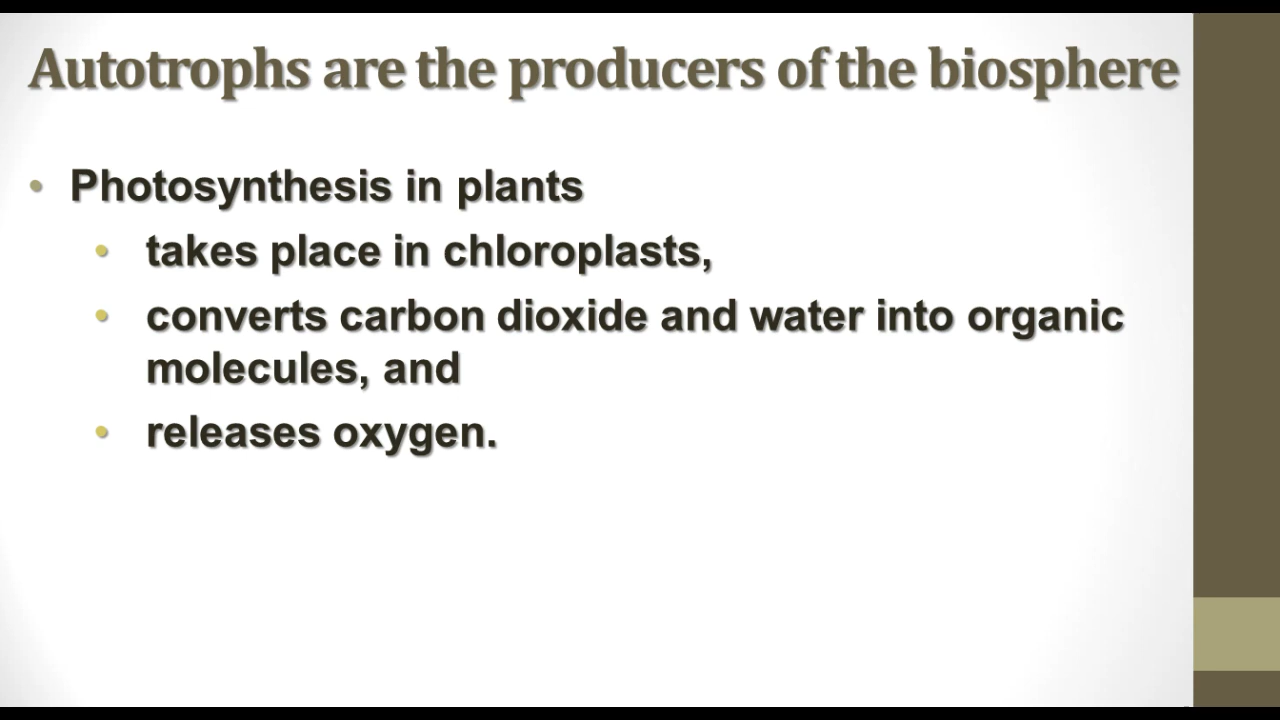 Autotrophs are the producers of the biosphere
• Photosynthesis in plants
• takes place in chloroplasts,
• converts carbon dioxide and water into organic
molecules, and
• releases oxygen.